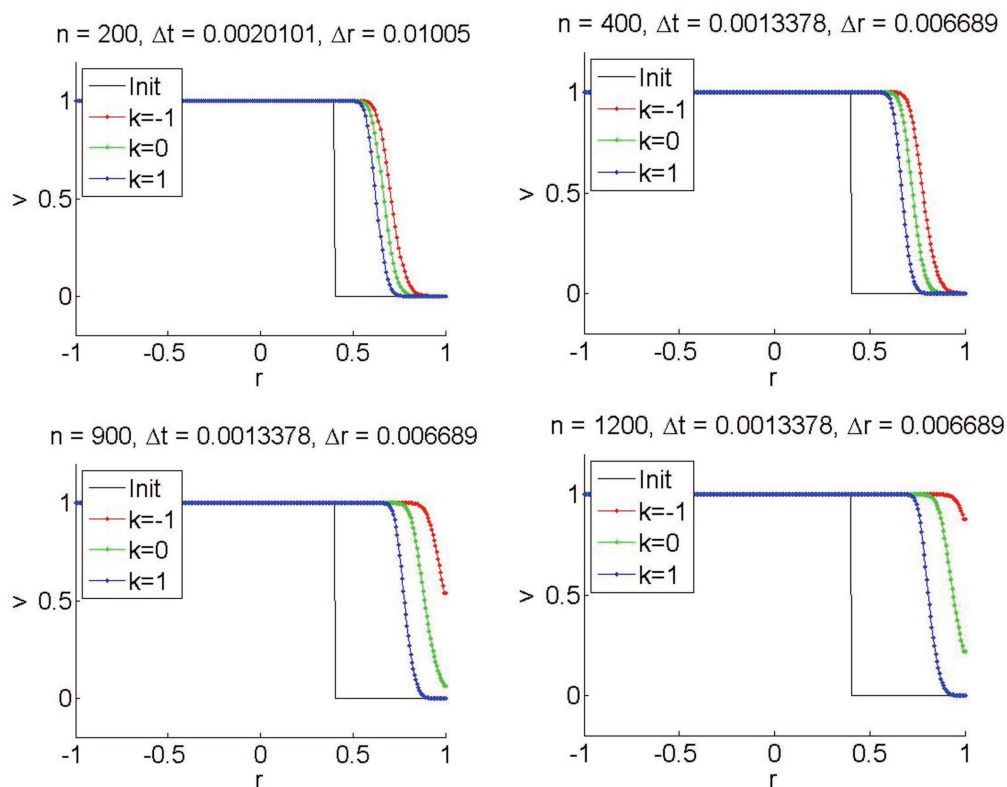 n = 200, Δt = 0.0020101, Δr = 0.01005
Init
k=-1
k=0
k=1
v
1
0.5
0
-1 -0.5 0 0.5 1
r
n = 400, Δt = 0.0013378, Δr = 0.006689
Init
k=-1
k=0
k=1
v
1
0.5
0
-1 -0.5 0 0.5 1
r
n = 900, Δt = 0.0013378, Δr = 0.006689
Init
k=-1
k=0
k=1
v
1
0.5
0
-1 -0.5 0 0.5 1
r
n = 1200, Δt = 0.0013378, Δr = 0.006689
Init
k=-1
k=0
k=1
v
1
0.5
0
-1 -0.5 0 0.5 1
r